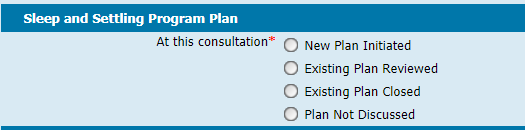 Sleep and Settling Program Plan
At this consultation* New Plan Initiated
Existing Plan Reviewed
Existing Plan Closed
Plan Not Discussed